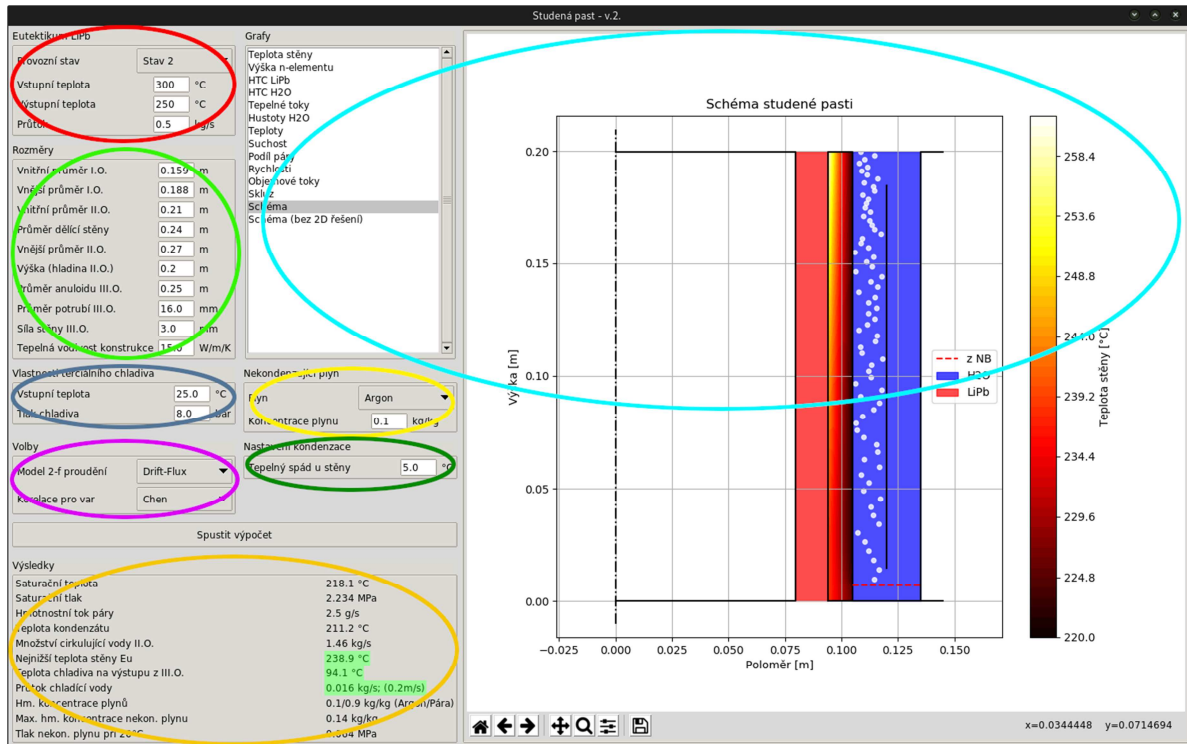 Studená past - v.2.
Eutektikum LiPb
Provozní stav Stav 2
Vstupní teplota 300 °C
Výstupní teplota 250 °C
Průtok 0.5 kg/s
Rozměry
Vnitřní průměr I.O. 0.159 m
Vnější průměr I.O. 0.188 m
Vnitřní průměr II.O. 0.21 m
Průměr dělící stěny 0.24 m
Vnější průměr II.O. 0.27 m
Výška (hladina II.O.) 0.2 m
Průměr anuloidu III.O. 0.25 m
Průměr potrubí III.O. 16.0 mm
Síla stěny III.O. 3.0 mm
Tepelná vodivost konstrukce 15.0 W/m/K
Vlastnosti terciálního chladiva
Vstupní teplota 25.0 °C
Tlak chladiva 8.0 bar
Volby
Model 2-f proudění Drift-Flux
Korelace pro var Chen
Grafy
Teplota stěny
Výška n-elementu
HTC LiPb
HTC H2O
Tepelné toky
Hustoty H2O
Teploty
Suchost
Podíl páry
Rychlosti
Objemové toky
Skluz
Schéma
Schéma (bez 2D řešení)
Nekondenzující plyn
Plyn Argon
Koncentrace plynu 0.1 kg/kg
Nastavení kondenzace
Tepelný spád u stěny 5.0 °C
Spustit výpočet
Výsledky
Saturační teplota 218.1 °C
Saturační tlak 2.234 MPa
Hmotnostní tok páry 2.5 g/s
Teplota kondenzátu 211.2 °C
Množství cirkulující vody II.O. 1.46 kg/s
Nejnižší teplota stěny Eu 238.9 °C
Teplota chladiva na výstupu z III.O. 94.1 °C
Průtok chladící vody 0.016 kg/s; (0.2m/s)
Hm. koncentrace plynů 0.1/0.9 kg/kg (Argon/Pára)
Max. hm. koncentrace nekon. plynu 0.14 kg/kg
Tlak nekon. plynu při 20°C 0.564 MPa
Schéma studené pasti
0.20
0.15
0.10
0.05
0.00
Výška [m]
−0.025 0.000 0.025 0.050 0.075 0.100 0.125 0.150
Poloměr [m]
z NB
H2O
LiPb
258.4
253.6
248.8
244.0
239.2
234.4
229.6
224.8
220.0
Teplota stěny [°C]
x=0.0344448 y=0.0714694